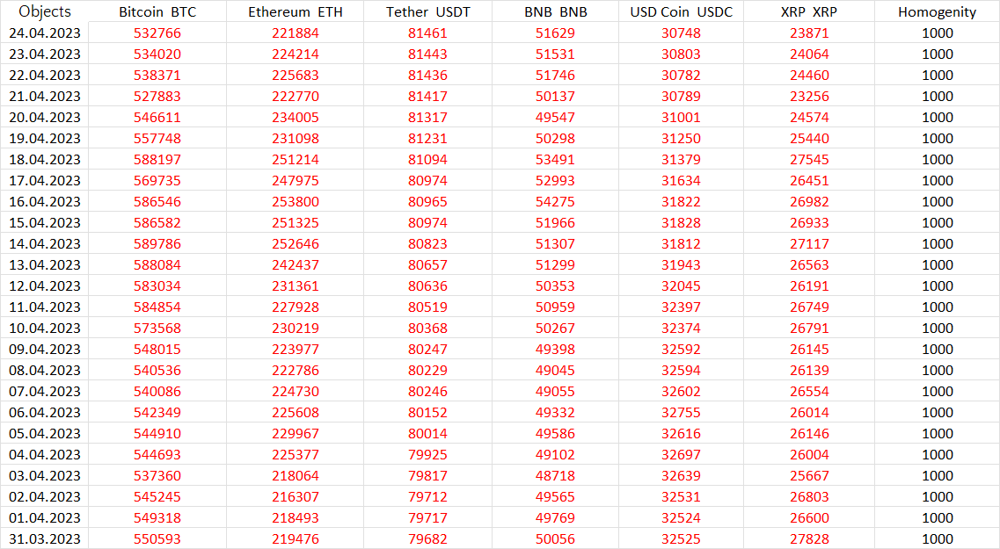 Objects Bitcoin BTC Ethereum ETH Tether USDT BNB BNB USD Coin USDC XRP XRP Homogenity
24.04.2023 532766 221884 81461 51629 30748 23871 1000
23.04.2023 534020 224214 81443 51531 30803 24064 1000
22.04.2023 538371 225683 81436 51746 30782 24460 1000
21.04.2023 527883 222770 81417 50137 30789 23256 1000
20.04.2023 546611 234005 81317 49547 31001 24574 1000
19.04.2023 557748 231098 81231 50298 31250 25440 1000
18.04.2023 588197 251214 81094 53491 31379 27545 1000
17.04.2023 569735 247975 80974 52993 31634 26451 1000
16.04.2023 586546 253800 80965 54275 31822 26982 1000
15.04.2023 586582 251325 80974 51966 31828 26933 1000
14.04.2023 589786 252646 80823 51307 31812 27117 1000
13.04.2023 588084 242437 80657 51299 31943 26563 1000
12.04.2023 583034 231361 80636 50353 32045 26191 1000
11.04.2023 584854 227928 80519 50959 32397 26749 1000
10.04.2023 573568 230219 80368 50267 32374 26791 1000
09.04.2023 548015 223977 80247 49398 32592 26145 1000
08.04.2023 540536 222786 80229 49045 32594 26139 1000
07.04.2023 540086 224730 80246 49055 32602 26554 1000
06.04.2023 542349 225608 80152 49332 32755 26014 1000
05.04.2023 544910 229967 80014 49586 32616 26146 1000
04.04.2023 544693 225377 79925 49102 32697 26004 1000
03.04.2023 537360 218064 79817 48718 32639 25667 1000
02.04.2023 545245 216307 79712 49565 32531 26803 1000
01.04.2023 549318 218493 79717 49769 32524 26600 1000
31.03.2023 550593 219476 79682 50056 32525 27828 1000